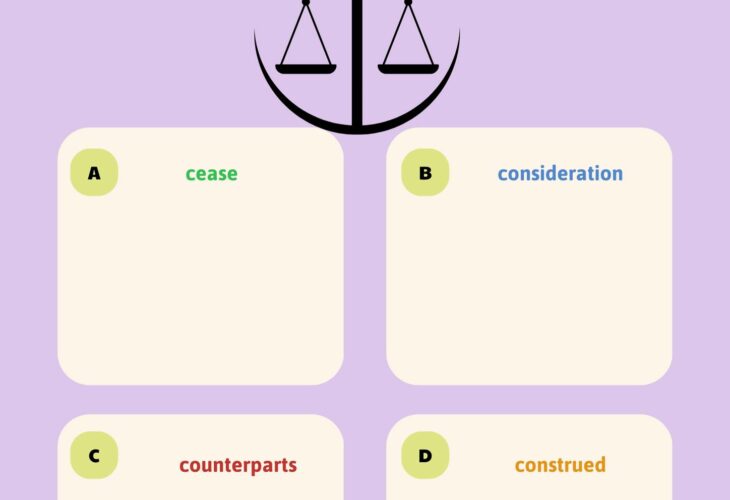 A
cease
B
consideration
C
counterparts
D
construed